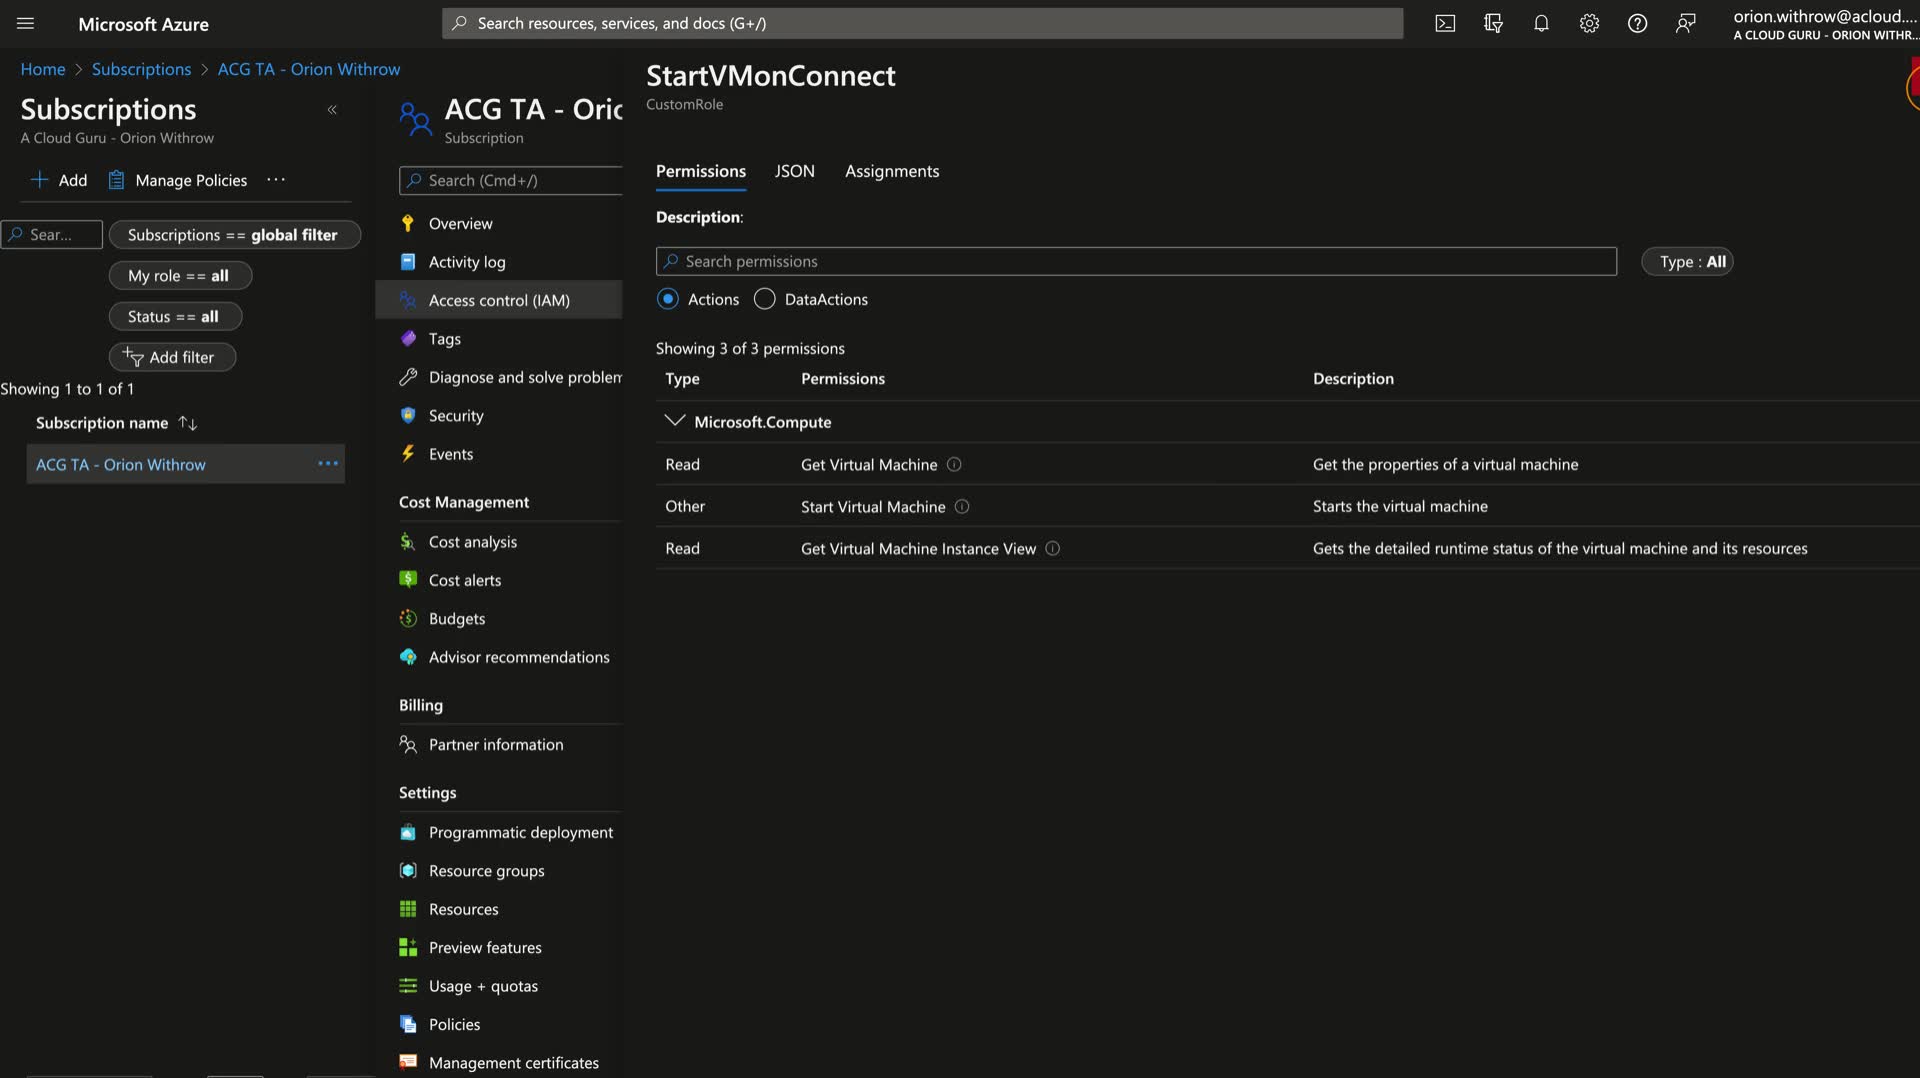 Microsoft Azure
Search resources, services, and docs (G+/)
orion.withrow@acloud....
A CLOUD GURU - ORION WITHR...
Home > Subscriptions > ACG TA - Orion Withrow
Subscriptions
A Cloud Guru - Orion Withrow
Add
Manage Policies
Sear...
Subscriptions == global filter
My role == all
Status == all
Add filter
Showing 1 to 1 of 1
Subscription name
ACG TA - Orion Withrow
ACG TA - Oric
Subscription
Search (Cmd+/)
Overview
Activity log
Access control (IAM)
Tags
Diagnose and solve problem
Security
Events
Cost Management
Cost analysis
Cost alerts
Budgets
Advisor recommendations
Billing
Partner information
Settings
Programmatic deployment
Resource groups
Resources
Preview features
Usage + quotas
Policies
Management certificates
StartVMonConnect
CustomRole
Permissions JSON Assignments
Description:
Search permissions
Type : All
Actions DataActions
Showing 3 of 3 permissions
Type Permissions Description
Microsoft.Compute
Read Get Virtual Machine Get the properties of a virtual machine
Other Start Virtual Machine Starts the virtual machine
Read Get Virtual Machine Instance View Gets the detailed runtime status of the virtual machine and its resources